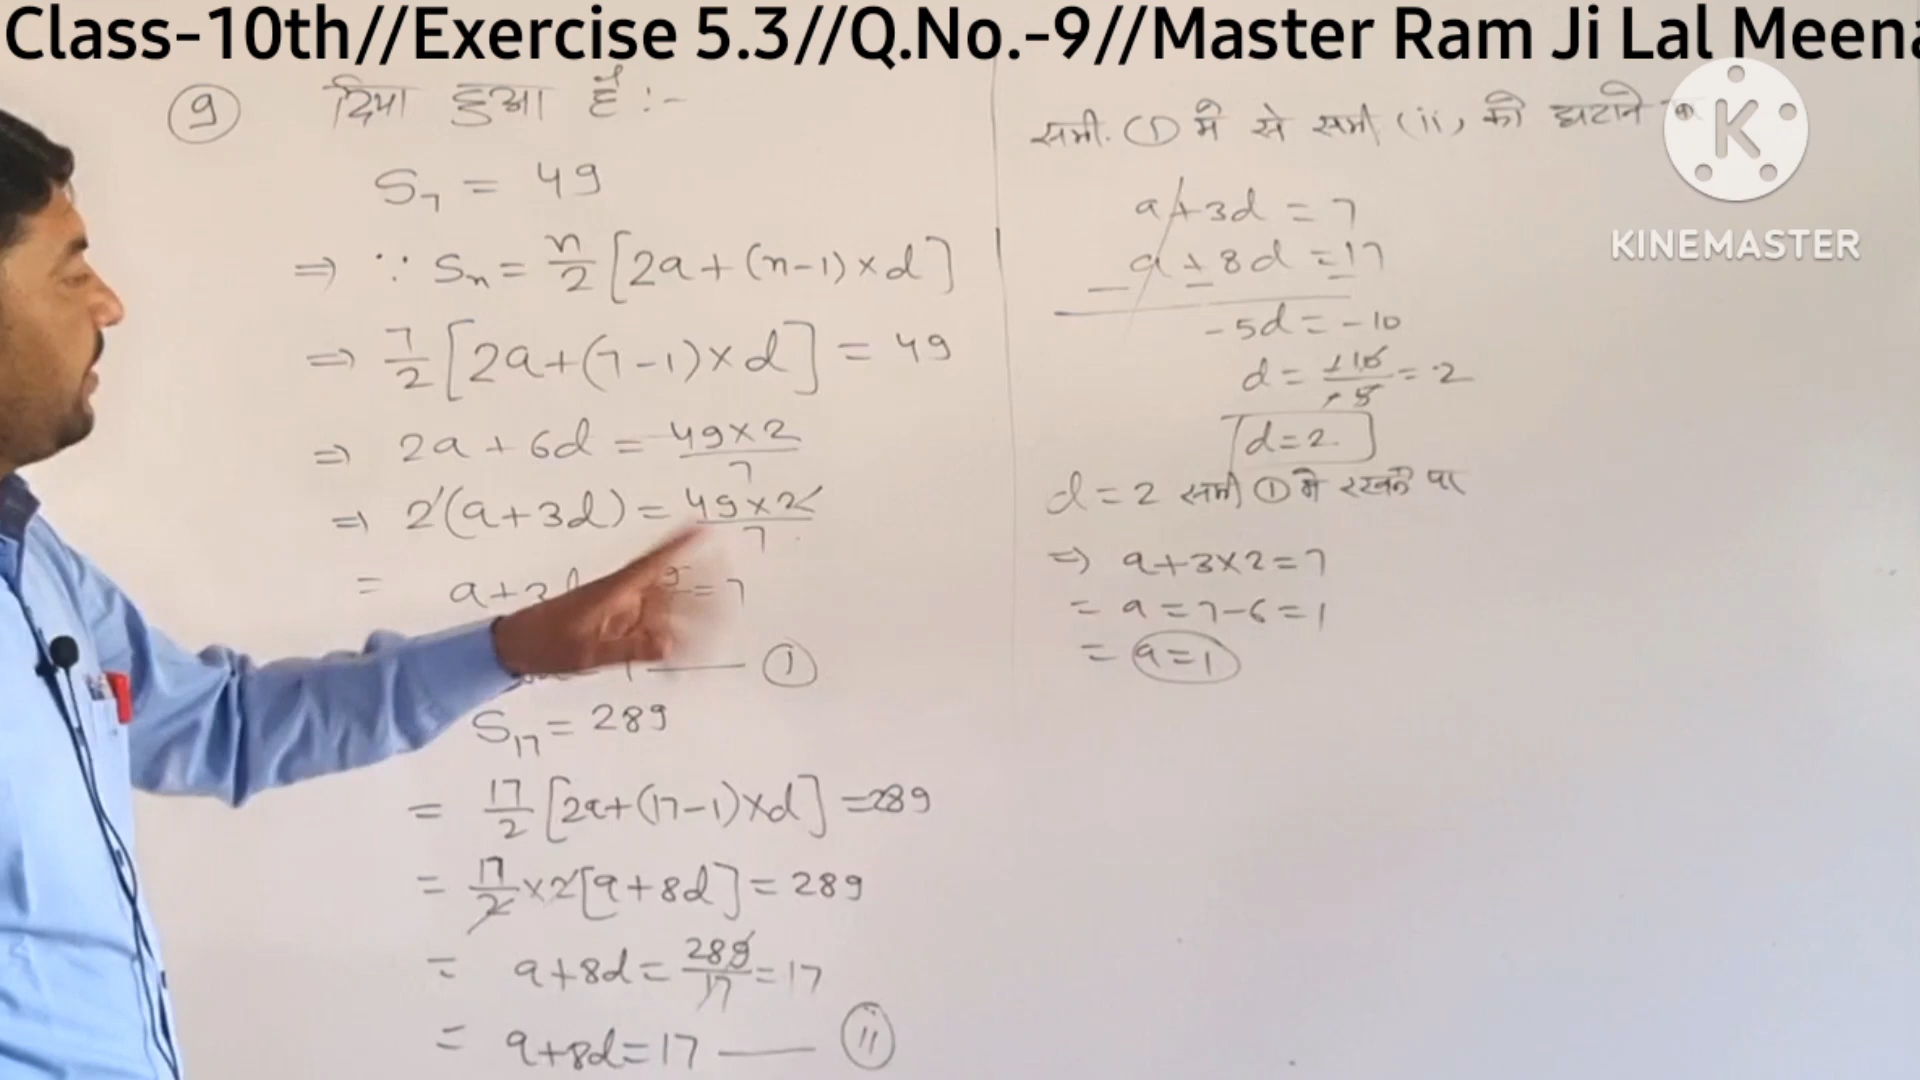 Class-10th//Exercise 5.3//Q.No.-9//Master Ram Ji Lal Meena
KINEMASTER
9 दिया हुआ है :-
S₇ = 49
⇒ ∵ Sₙ = n/2 [2a + (n-1) × d]
⇒ 7/2 [2a + (7-1) × d] = 49
⇒ 2a + 6d = 49×2/7
⇒ 2(a+3d) = 49×2/7
= a+3 = 7
(i)
S₁₇ = 289
= 17/2 [2a+(17-1)×d] = 289
= 17/2 × 2[a+8d] = 289
= a+8d = 289/17 = 17
= a+8d = 17 — (ii)
समी. (i) में से समी (ii) को घटाने
a+3d = 7
a+8d = 17
- - -
-5d = -10
d = +10/+5 = 2
d = 2
d = 2 समी (i) में रखने पर
⇒ a+3×2 = 7
= a = 7-6 = 1
= a = 1